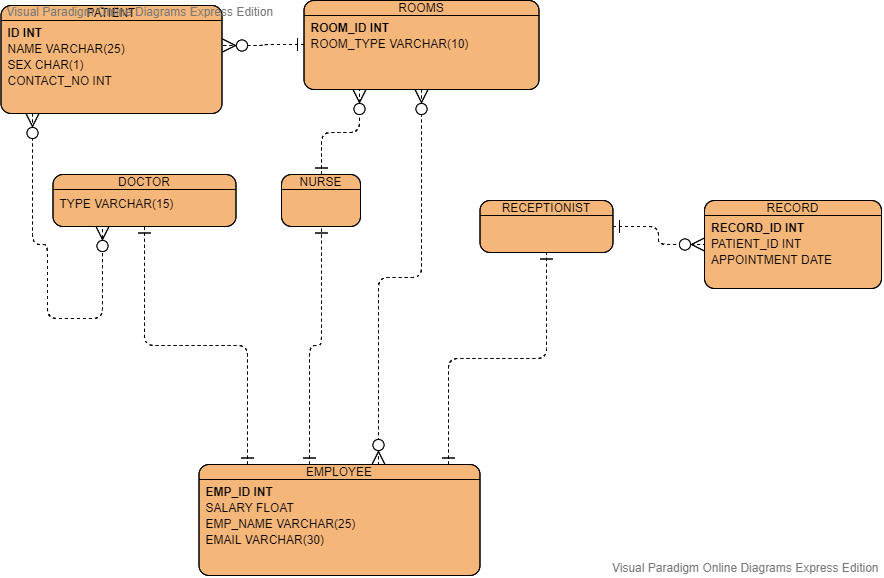 Visual Paradigm Online Diagrams Express Edition
PATIENT
ID INT
NAME VARCHAR(25)
SEX CHAR(1)
CONTACT_NO INT
ROOMS
ROOM_ID INT
ROOM_TYPE VARCHAR(10)
DOCTOR
TYPE VARCHAR(15)
NURSE
RECEPTIONIST
RECORD
RECORD_ID INT
PATIENT_ID INT
APPOINTMENT DATE
EMPLOYEE
EMP_ID INT
SALARY FLOAT
EMP_NAME VARCHAR(25)
EMAIL VARCHAR(30)
Visual Paradigm Online Diagrams Express Edition